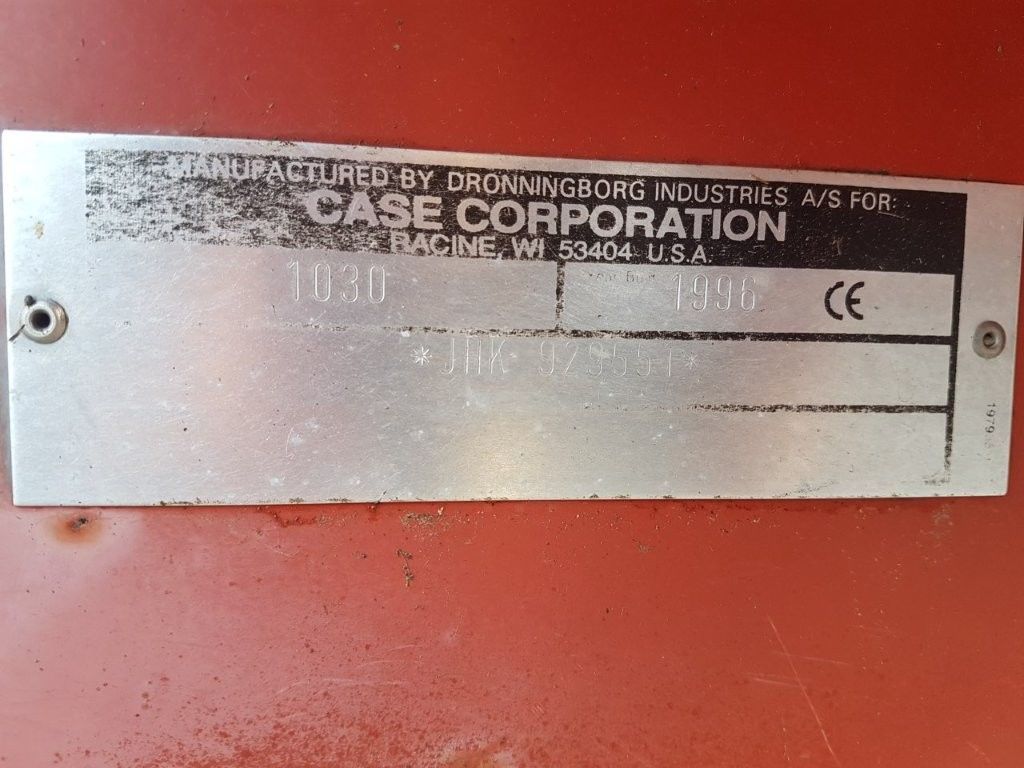 MANUFACTURED BY DRONNINGBORG INDUSTRIES A/S FOR:
CASE CORPORATION
RACINE, WI 53404 U.S.A.
1030 1996 CE